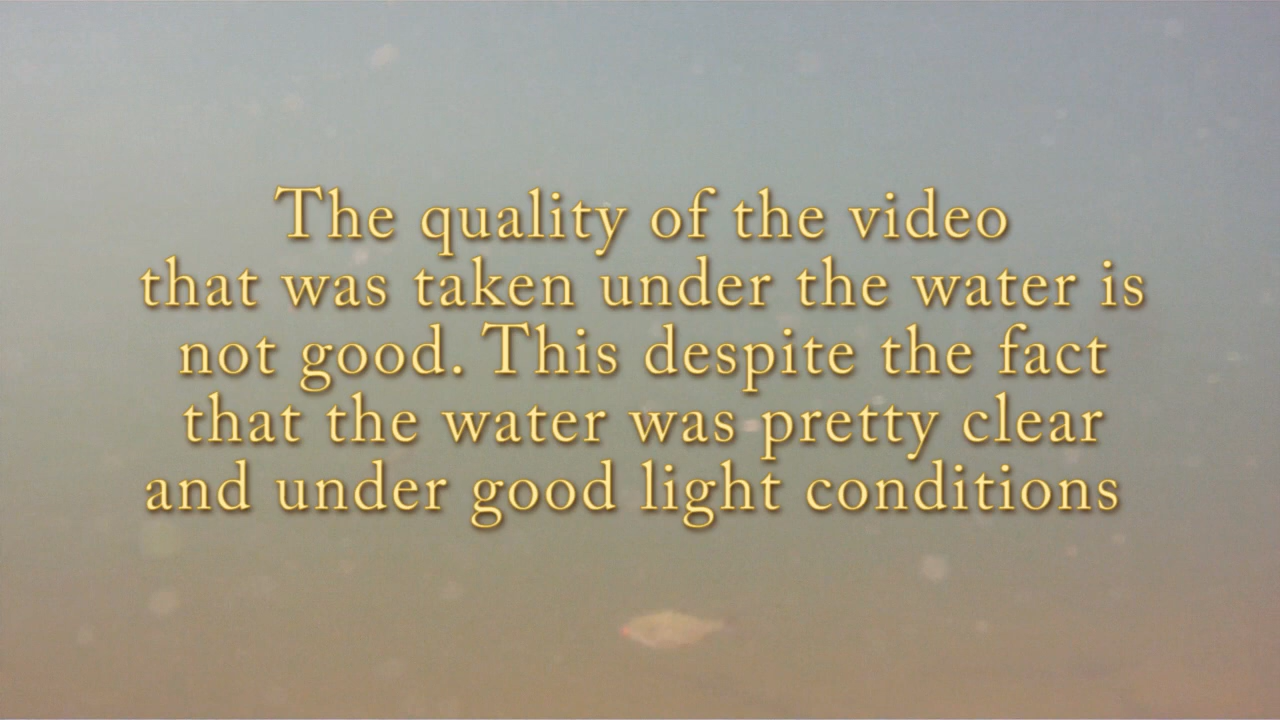 The quality of the video
that was taken under the water is
not good. This despite the fact
that the water was pretty clear
and under good light conditions